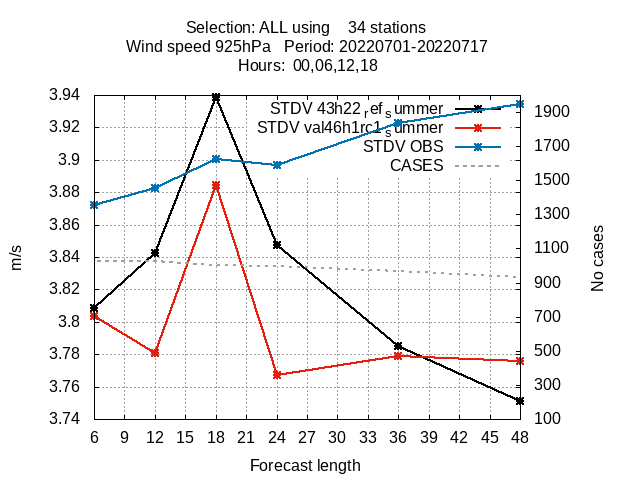 Selection: ALL using    34 stations
Wind speed 925hPa   Period: 20220701-20220717
Hours:  00,06,12,18
STDV 43h22_ref_summer
STDV val46h1rc1_summer
STDV OBS
CASES
3.94
3.92
3.9
3.88
3.86
3.84
3.82
3.8
3.78
3.76
3.74
m/s
1900
1700
1500
1300
1100
900
700
500
300
100
No cases
6 9 12 15 18 21 24 27 30 33 36 39 42 45 48
Forecast length